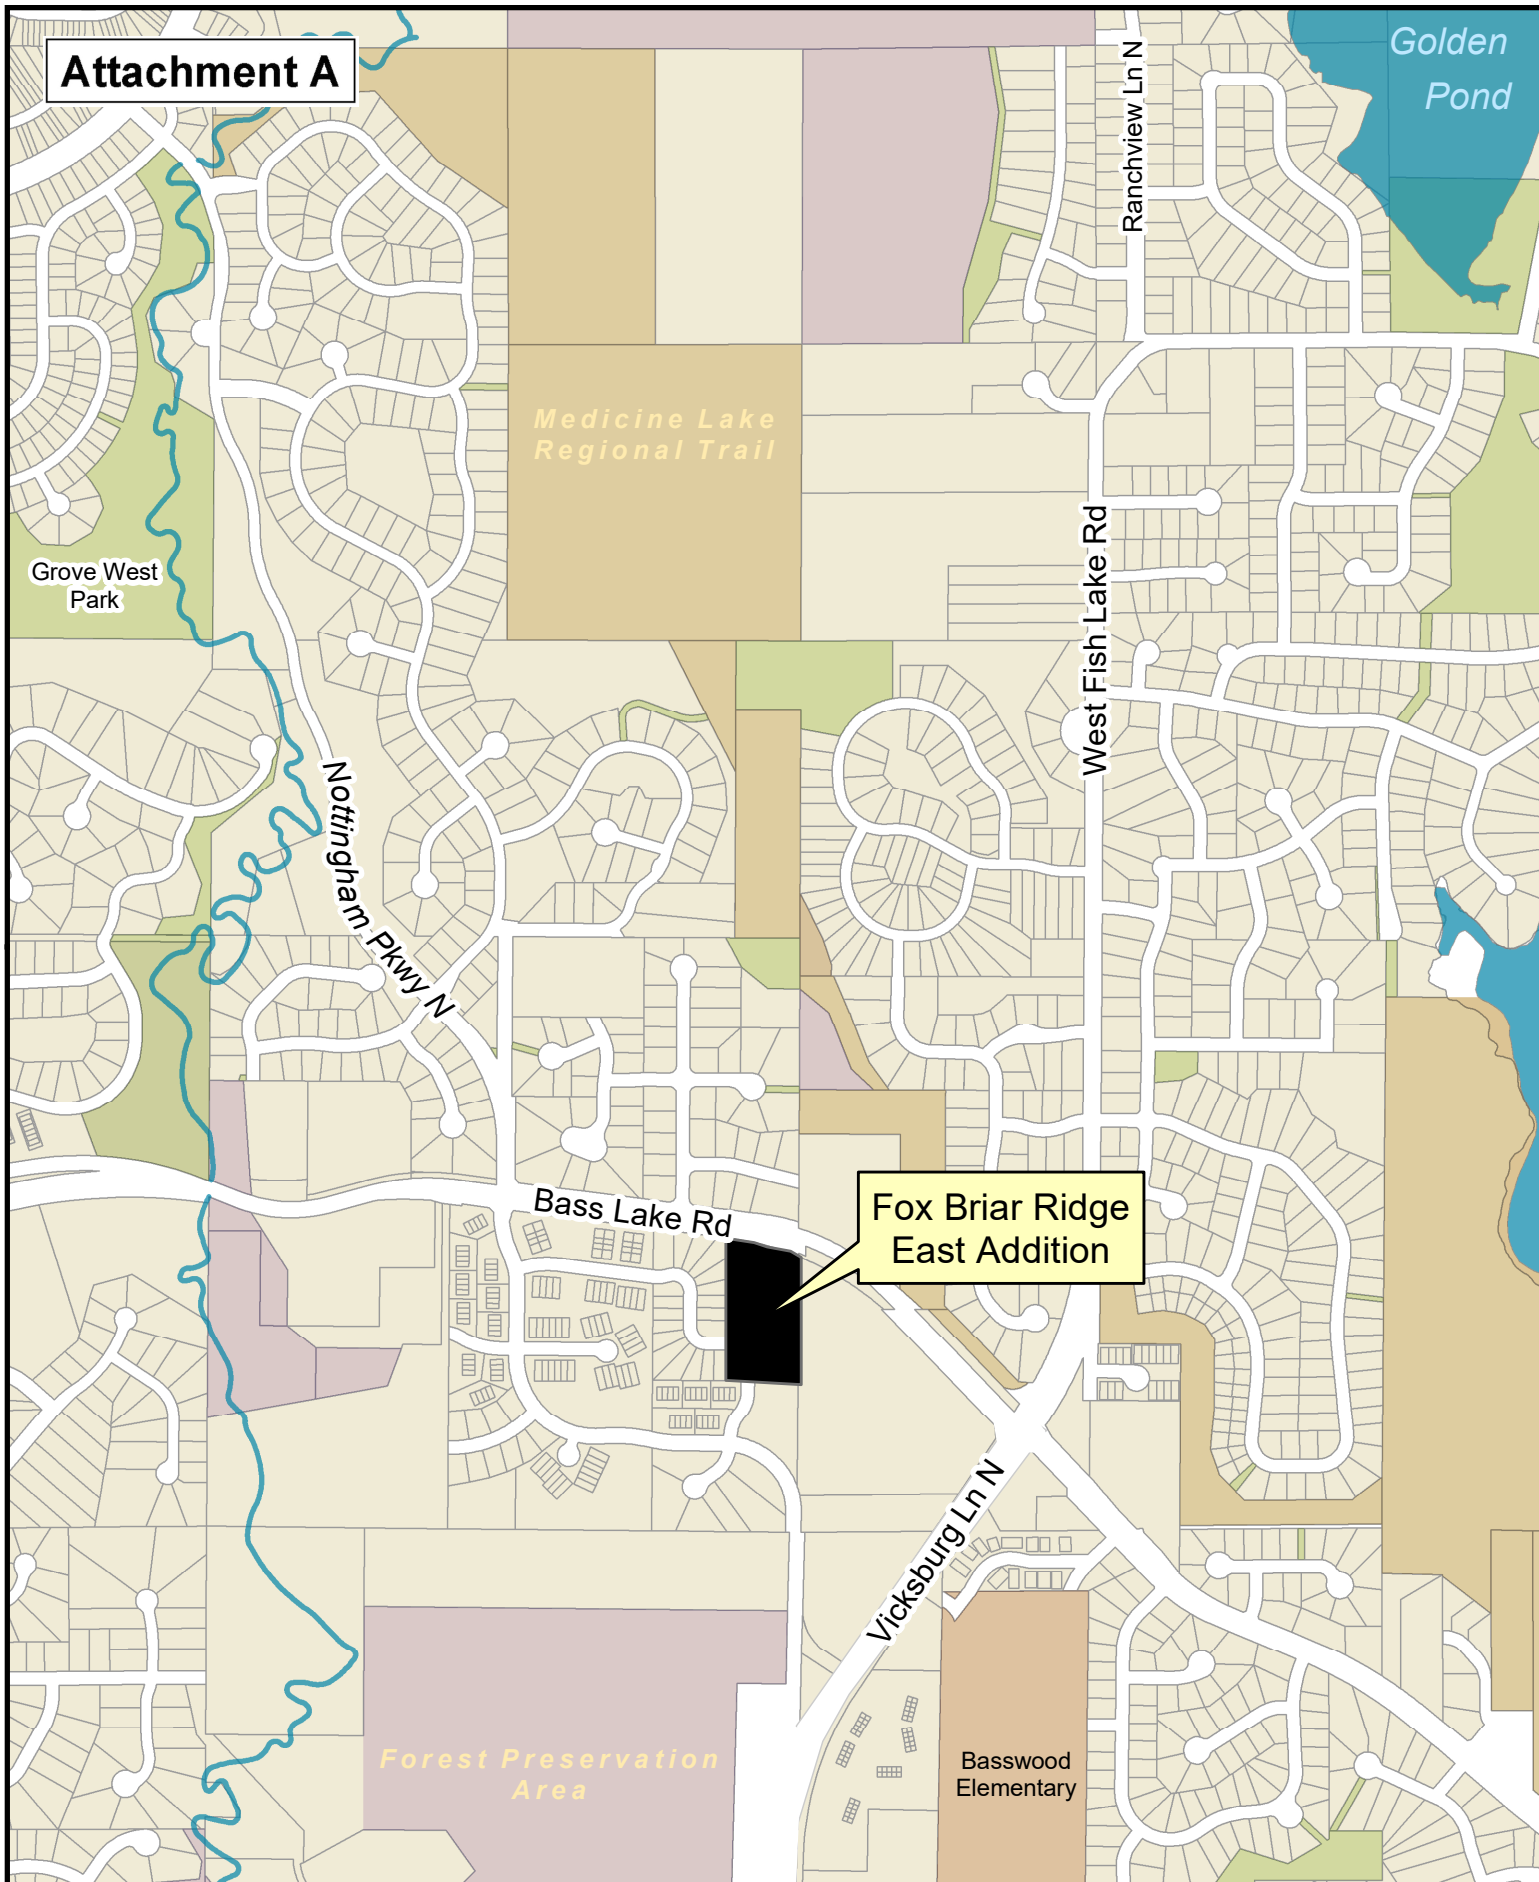 Attachment A
Golden
Pond
Ranchview Ln N
Medicine Lake
Regional Trail
Grove West
Park
West Fish Lake Rd
Nottingham Pkwy N
Bass Lake Rd
Fox Briar Ridge
East Addition
Vicksburg Ln N
Forest Preservation
Area
Basswood
Elementary